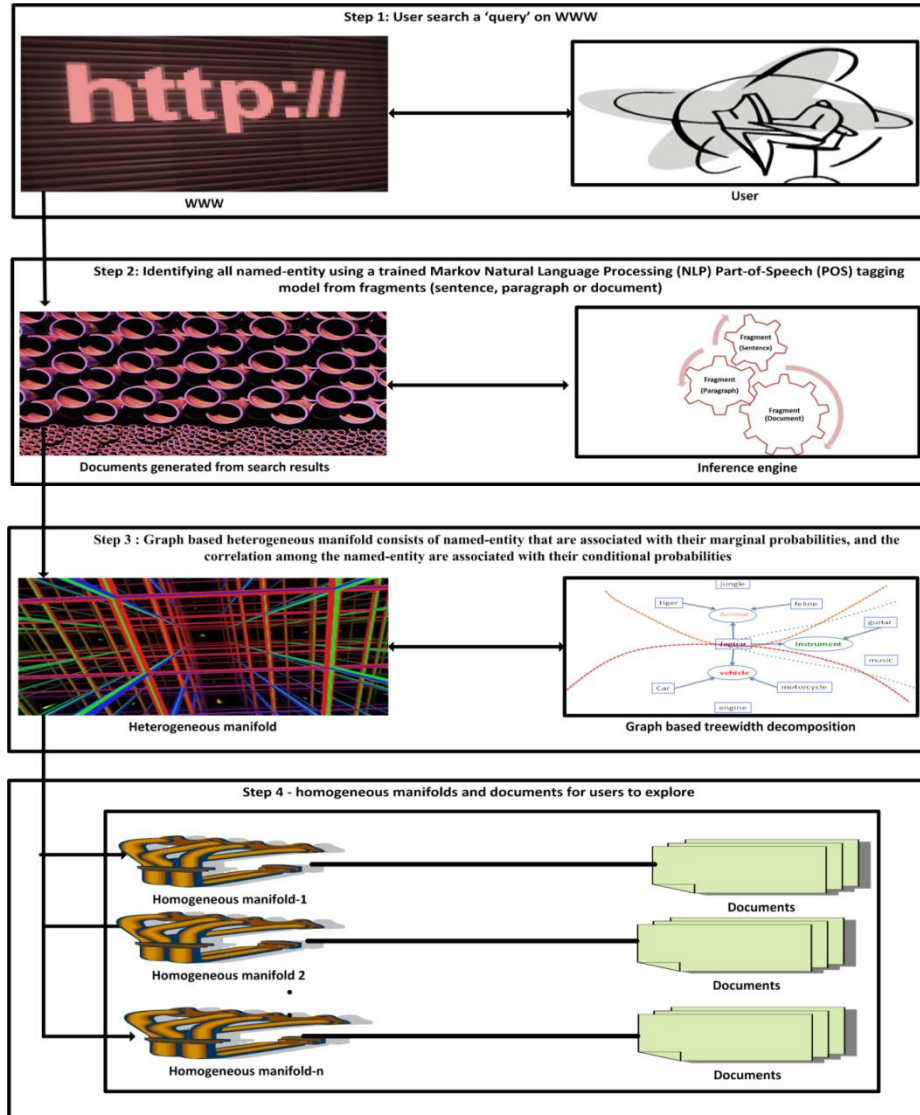 Step 1: User search a ‘query’ on WWW
http://
WWW
User
Step 2: Identifying all named-entity using a trained Markov Natural Language Processing (NLP) Part-of-Speech (POS) tagging
model from fragments (sentence, paragraph or document)
Fragment
(Sentence)
Fragment
(Paragraph)
Fragment
(Document)
Documents generated from search results
Inference engine
Step 3 : Graph based heterogeneous manifold consists of named-entity that are associated with their marginal probabilities, and the
correlation among the named-entity are associated with their conditional probabilities
jungle
tiger
feline
Animal
guitar
Jaguar
Instrument
music
vehicle
Car
motorcycle
engine
Heterogeneous manifold
Graph based treewidth decomposition
Step 4 - homogeneous manifolds and documents for users to explore
Homogeneous manifold-1
Documents
Homogeneous manifold 2
Documents
Homogeneous manifold-n
Documents